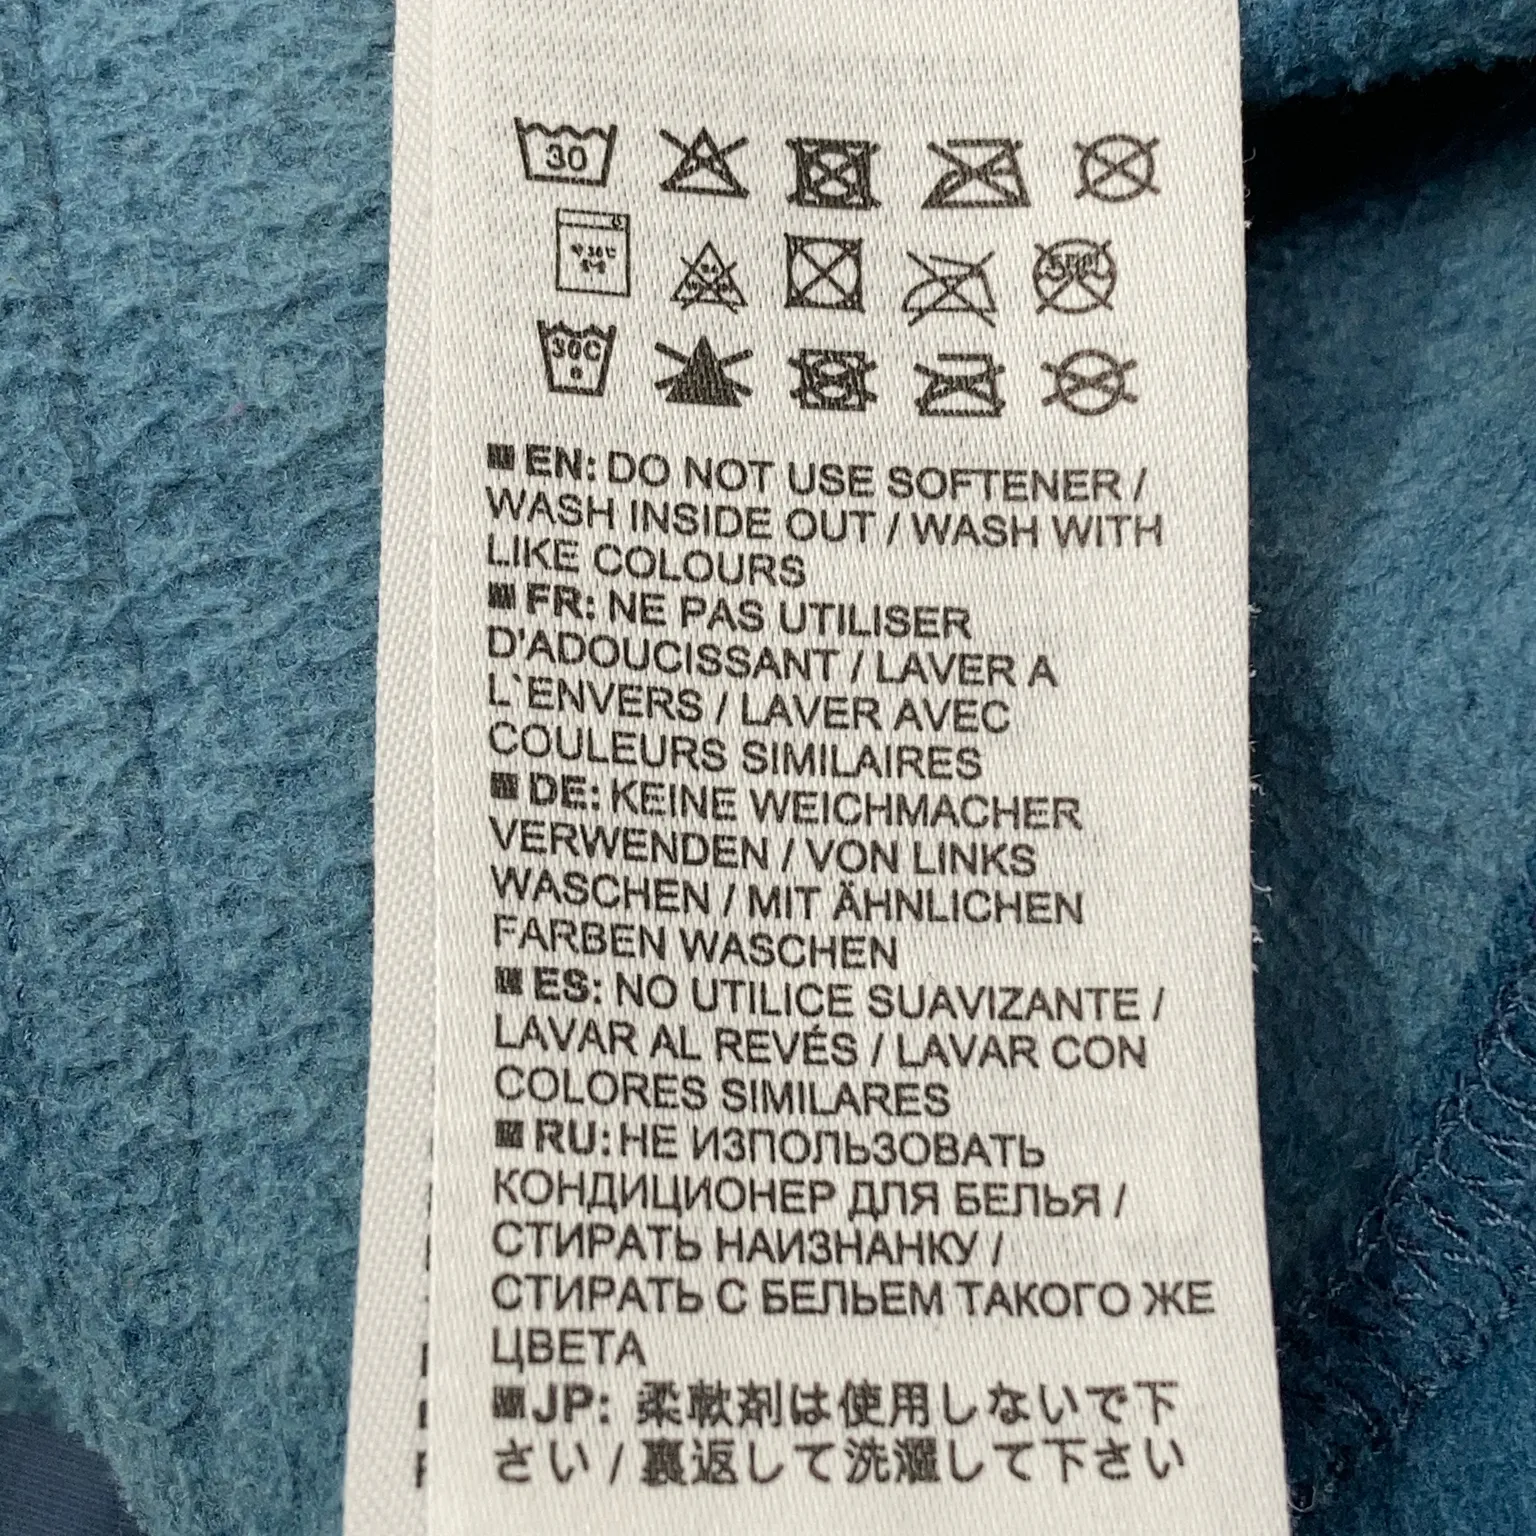 30
30C
EN: DO NOT USE SOFTENER /
WASH INSIDE OUT / WASH WITH
LIKE COLOURS
FR: NE PAS UTILISER
D'ADOUCISSANT / LAVER A
L`ENVERS / LAVER AVEC
COULEURS SIMILAIRES
DE: KEINE WEICHMACHER
VERWENDEN / VON LINKS
WASCHEN / MIT ÄHNLICHEN
FARBEN WASCHEN
ES: NO UTILICE SUAVIZANTE /
LAVAR AL REVÉS / LAVAR CON
COLORES SIMILARES
RU: НЕ ИЗПОЛЬЗОВАТЬ
КОНДИЦИОНЕР ДЛЯ БЕЛЬЯ /
СТИРАТЬ НАИЗНАНКУ /
СТИРАТЬ С БЕЛЬЕМ ТАКОГО ЖЕ
ЦВЕТА
JP: 柔軟剤は使用しないで下
さい / 裏返して洗濯して下さい